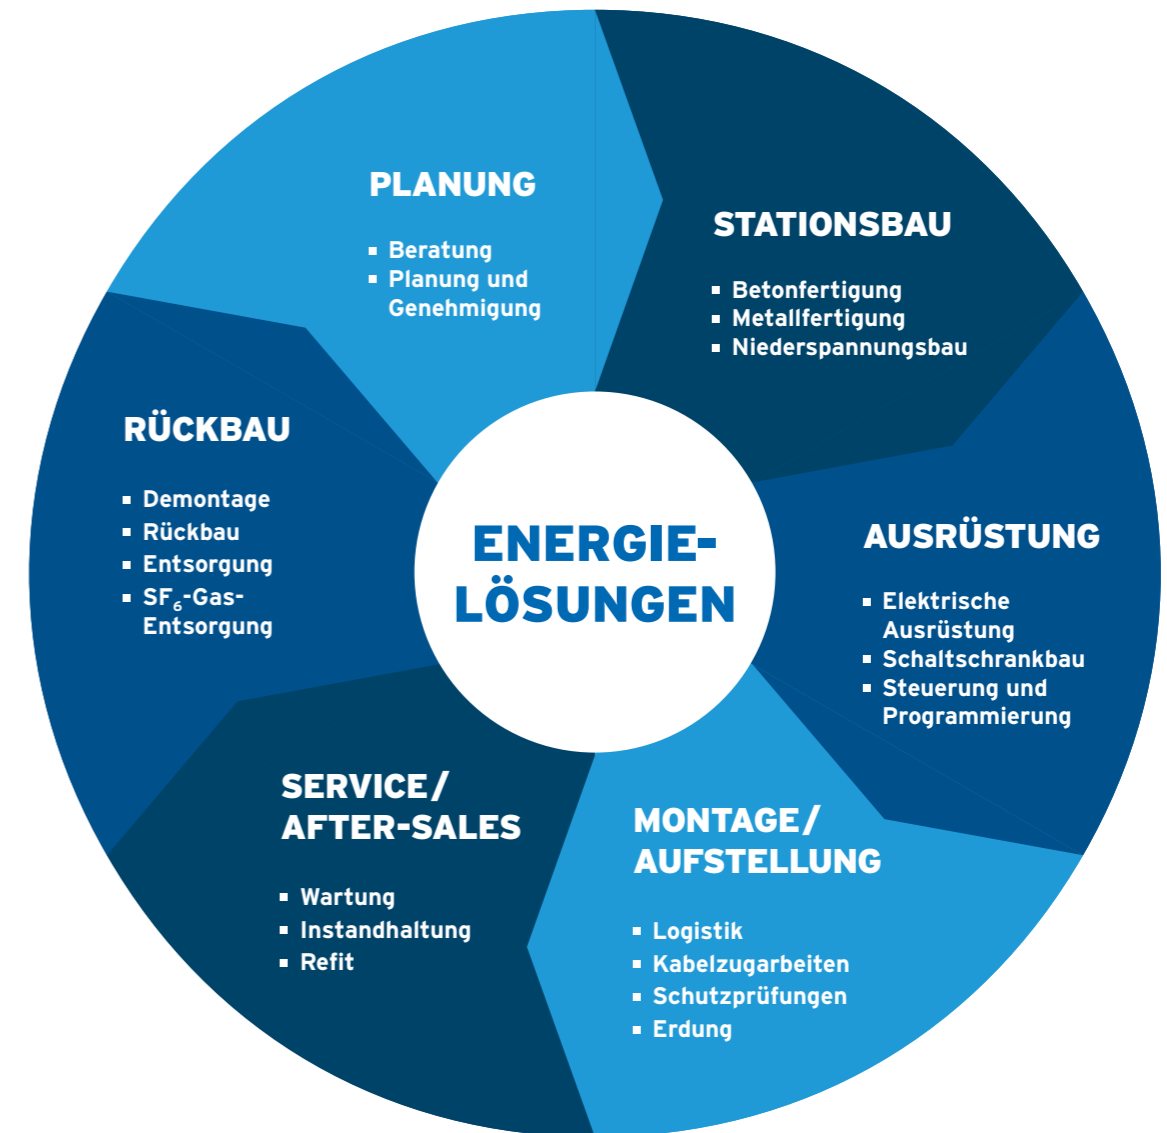 PLANUNG
▪ Beratung
▪ Planung und
Genehmigung
STATIONSBAU
▪ Betonfertigung
▪ Metallfertigung
▪ Niederspannungsbau
AUSRÜSTUNG
▪ Elektrische
Ausrüstung
▪ Schaltschrankbau
▪ Steuerung und
Programmierung
MONTAGE/
AUFSTELLUNG
▪ Logistik
▪ Kabelzugarbeiten
▪ Schutzprüfungen
▪ Erdung
SERVICE/
AFTER-SALES
▪ Wartung
▪ Instandhaltung
▪ Refit
RÜCKBAU
▪ Demontage
▪ Rückbau
▪ Entsorgung
▪ SF₆-Gas-
Entsorgung
ENERGIE-
LÖSUNGEN